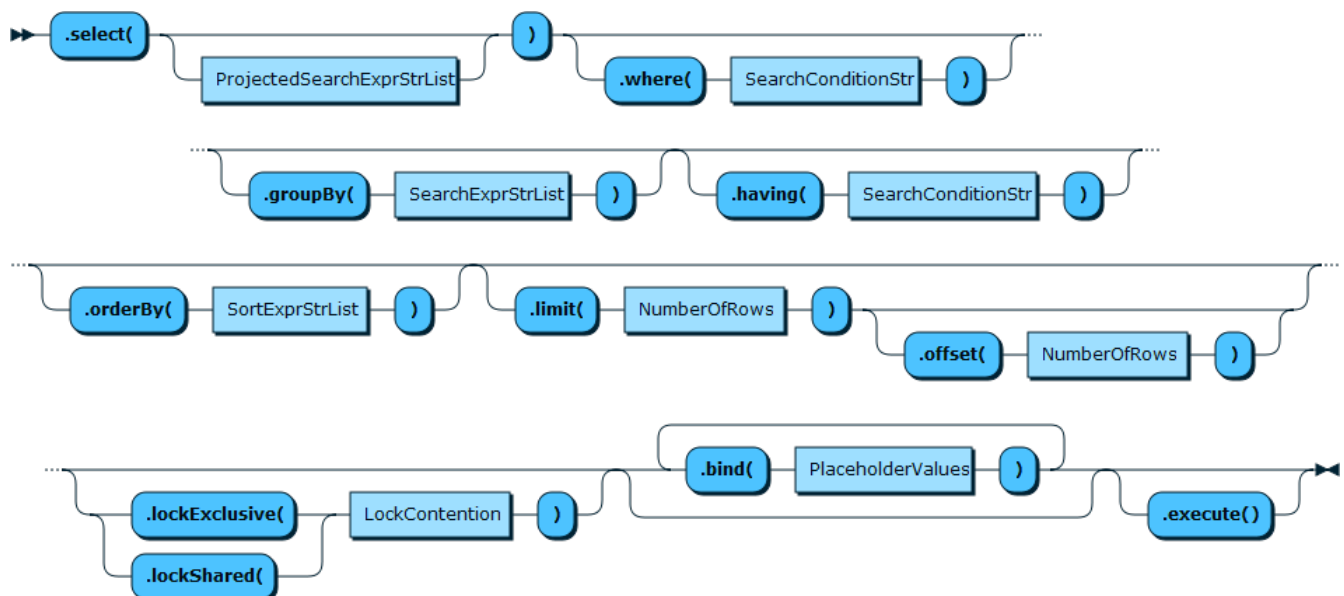 .select( ProjectedSearchExprStrList ) .where( SearchConditionStr )
.groupBy( SearchExprStrList ) .having( SearchConditionStr )
.orderBy( SortExprStrList ) .limit( NumberOfRows )
.offset( NumberOfRows )
.bind( PlaceholderValues )
.lockExclusive( LockContention ) .execute()
.lockShared(